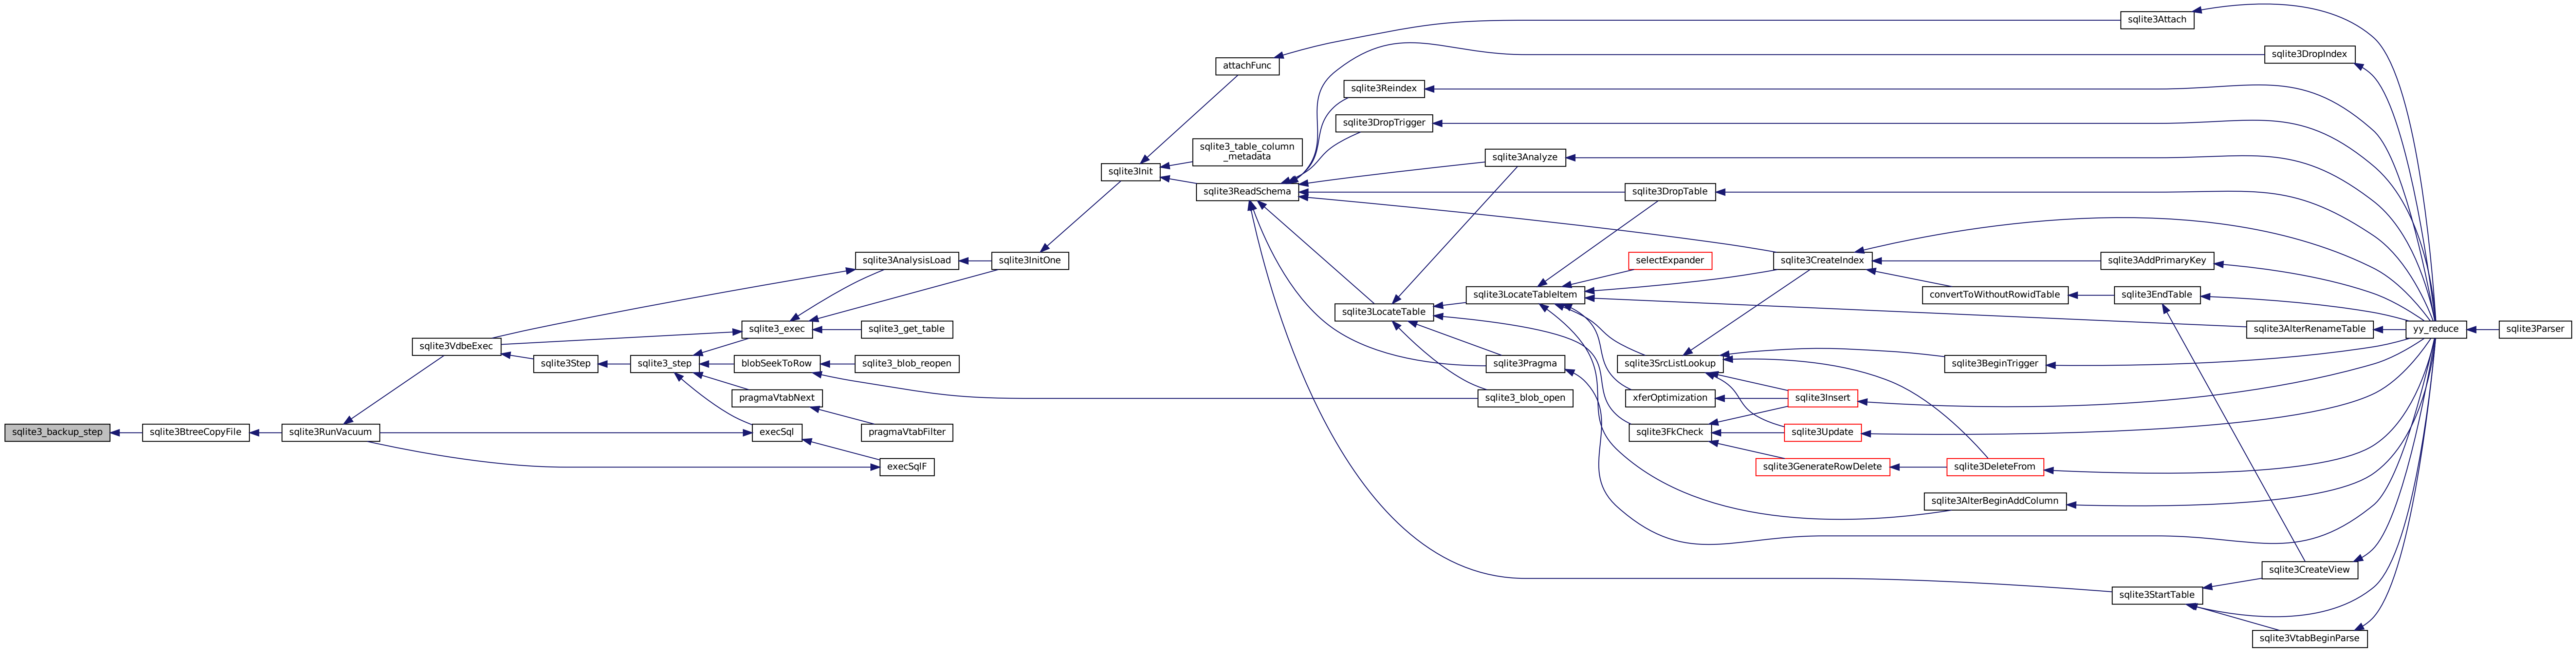 sqlite3Attach
sqlite3DropIndex
attachFunc
sqlite3Reindex
sqlite3DropTrigger
sqlite3_table_column
_metadata
sqlite3Analyze
sqlite3Init
sqlite3ReadSchema
sqlite3DropTable
sqlite3AnalysisLoad
sqlite3InitOne
selectExpander
sqlite3CreateIndex
sqlite3AddPrimaryKey
sqlite3LocateTableItem
convertToWithoutRowidTable
sqlite3EndTable
sqlite3LocateTable
sqlite3_exec
sqlite3_get_table
sqlite3AlterRenameTable
yy_reduce
sqlite3Parser
sqlite3VdbeExec
sqlite3Step
sqlite3_step
blobSeekToRow
sqlite3_blob_reopen
sqlite3Pragma
sqlite3SrcListLookup
sqlite3BeginTrigger
pragmaVtabNext
sqlite3_blob_open
xferOptimization
sqlite3Insert
sqlite3_backup_step
sqlite3BtreeCopyFile
sqlite3RunVacuum
execSql
pragmaVtabFilter
sqlite3FkCheck
sqlite3Update
execSqlF
sqlite3GenerateRowDelete
sqlite3DeleteFrom
sqlite3AlterBeginAddColumn
sqlite3CreateView
sqlite3StartTable
sqlite3VtabBeginParse